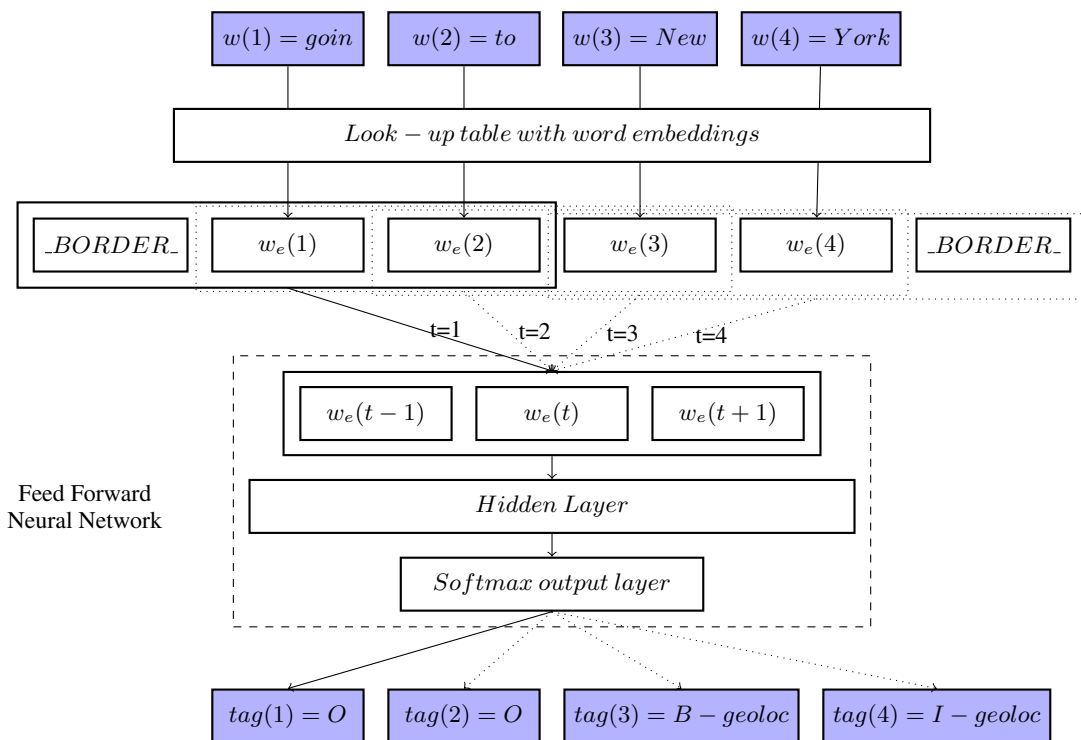 w(1) = goin w(2) = to w(3) = New w(4) = York
Look − up table with word embeddings
_BORDER_ w_e(1) w_e(2) w_e(3) w_e(4) _BORDER_
t=1 t=2 t=3 t=4
w_e(t − 1) w_e(t) w_e(t + 1)
Feed Forward
Neural Network
Hidden Layer
Softmax output layer
tag(1) = O tag(2) = O tag(3) = B − geoloc tag(4) = I − geoloc